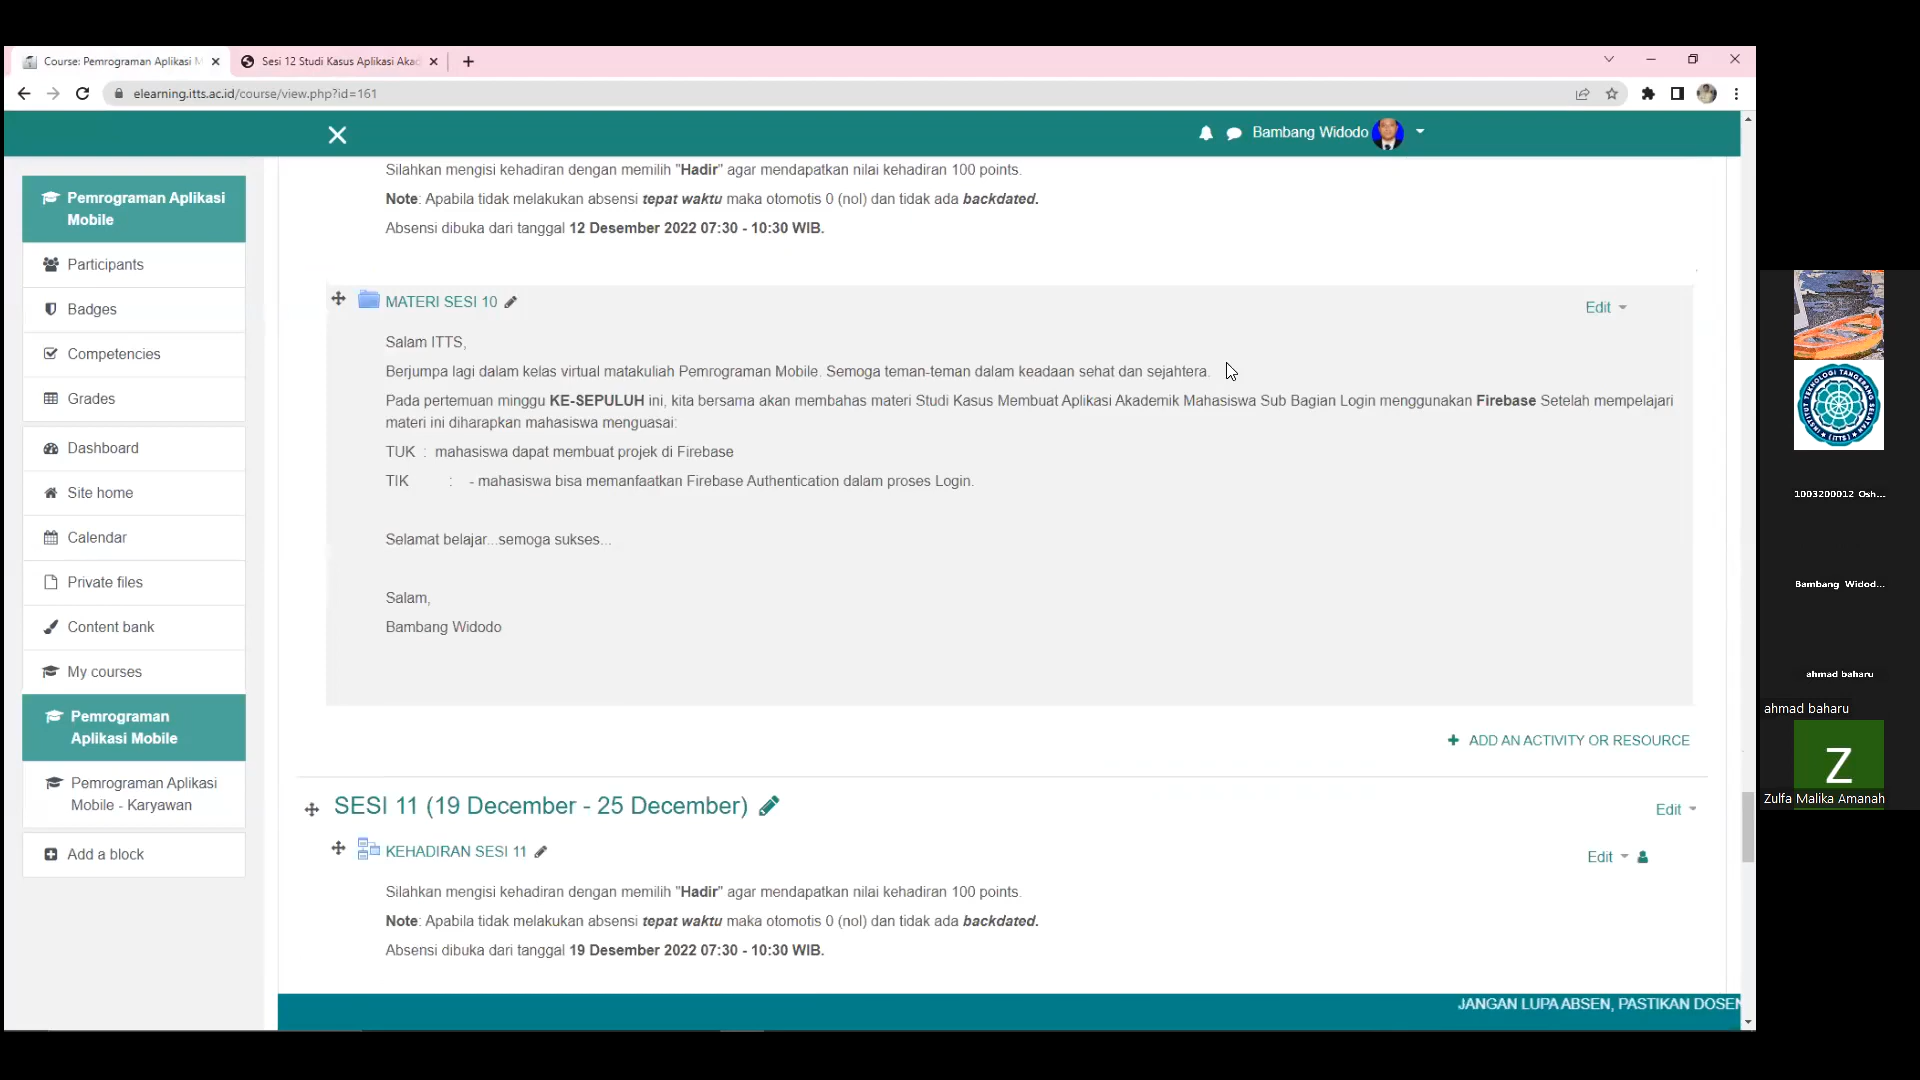 Course: Pemrograman Aplikasi M
Sesi 12 Studi Kasus Aplikasi Akad
elearning.itts.ac.id/course/view.php?id=161
Bambang Widodo
Pemrograman Aplikasi
Mobile
Participants
Badges
Competencies
Grades
Dashboard
Site home
Calendar
Private files
Content bank
My courses
Pemrograman
Aplikasi Mobile
Pemrograman Aplikasi
Mobile - Karyawan
Add a block
Silahkan mengisi kehadiran dengan memilih "Hadir" agar mendapatkan nilai kehadiran 100 points.
Note: Apabila tidak melakukan absensi tepat waktu maka otomotis 0 (nol) dan tidak ada backdated.
Absensi dibuka dari tanggal 12 Desember 2022 07:30 - 10:30 WIB.
MATERI SESI 10
Edit
Salam ITTS,
Berjumpa lagi dalam kelas virtual matakuliah Pemrograman Mobile. Semoga teman-teman dalam keadaan sehat dan sejahtera.
Pada pertemuan minggu KE-SEPULUH ini, kita bersama akan membahas materi Studi Kasus Membuat Aplikasi Akademik Mahasiswa Sub Bagian Login menggunakan Firebase Setelah mempelajari
materi ini diharapkan mahasiswa menguasai:
TUK : mahasiswa dapat membuat projek di Firebase
TIK : - mahasiswa bisa memanfaatkan Firebase Authentication dalam proses Login.
Selamat belajar...semoga sukses...
Salam,
Bambang Widodo
+ ADD AN ACTIVITY OR RESOURCE
SESI 11 (19 December - 25 December)
Edit
KEHADIRAN SESI 11
Edit
Silahkan mengisi kehadiran dengan memilih "Hadir" agar mendapatkan nilai kehadiran 100 points.
Note: Apabila tidak melakukan absensi tepat waktu maka otomotis 0 (nol) dan tidak ada backdated.
Absensi dibuka dari tanggal 19 Desember 2022 07:30 - 10:30 WIB.
JANGAN LUPA ABSEN, PASTIKAN DOSEN
INSTITUT TEKNOLOGI TANGERANG SELATAN
(ITTS)
1003200012 Osh...
Bambang Widod...
ahmad baharu
ahmad baharu
Z
Zulfa Malika Amanah